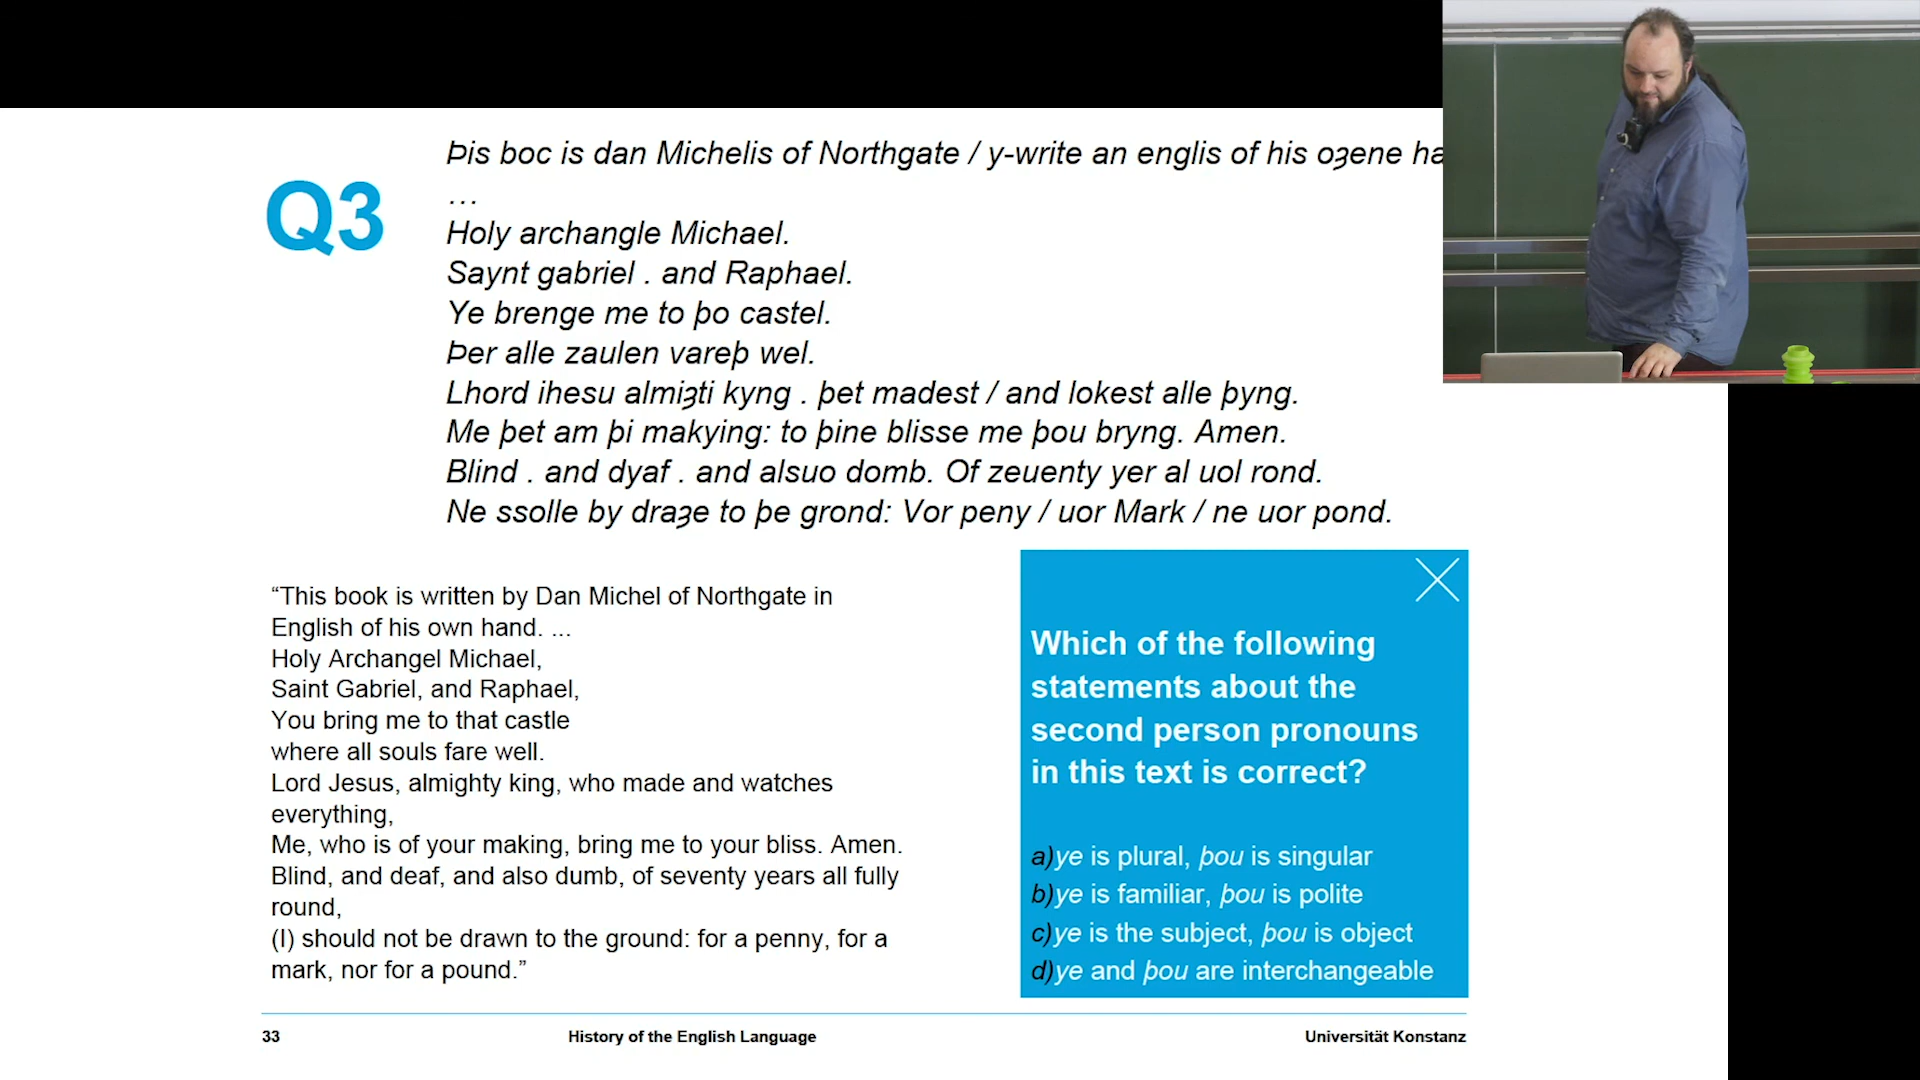 Q3
Þis boc is dan Michelis of Northgate / y-write an englis of his oȝene
…
Holy archangle Michael.
Saynt gabriel . and Raphael.
Ye brenge me to þo castel.
Þer alle zaulen vareþ wel.
Lhord ihesu almiȝti kyng . þet madest / and lokest alle þyng.
Me þet am þi makying: to þine blisse me þou bryng. Amen.
Blind . and dyaf . and alsuo domb. Of zeuenty yer al uol rond.
Ne ssolle by draȝe to þe grond: Vor peny / uor Mark / ne uor pond.
“This book is written by Dan Michel of Northgate in
English of his own hand. ...
Holy Archangel Michael,
Saint Gabriel, and Raphael,
You bring me to that castle
where all souls fare well.
Lord Jesus, almighty king, who made and watches
everything,
Me, who is of your making, bring me to your bliss. Amen.
Blind, and deaf, and also dumb, of seventy years all fully
round,
(I) should not be drawn to the ground: for a penny, for a
mark, nor for a pound.”
Which of the following
statements about the
second person pronouns
in this text is correct?
a)ye is plural, þou is singular
b)ye is familiar, þou is polite
c)ye is the subject, þou is object
d)ye and þou are interchangeable
33
History of the English Language
Universität Konstanz